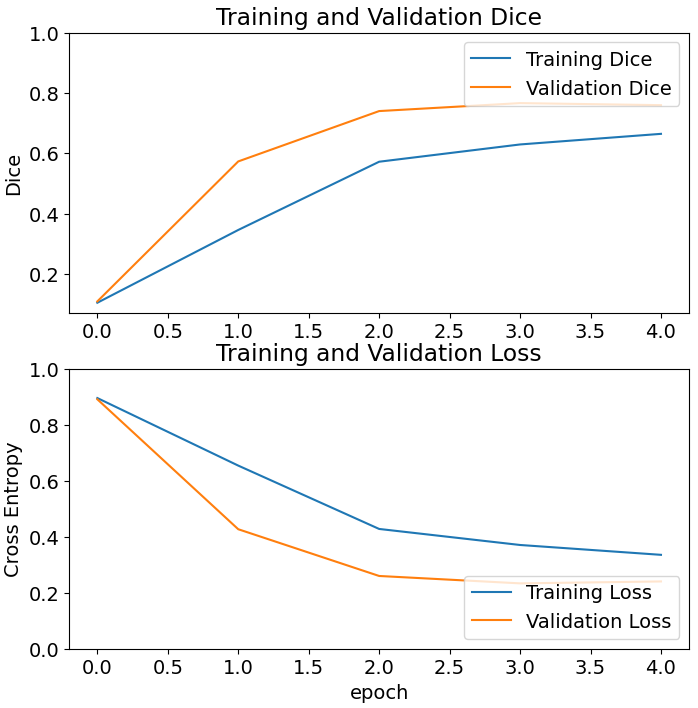 Training and Validation Dice
1.0
0.8
0.6
0.4
0.2
Dice
Training Dice
Validation Dice
0.0 0.5 1.0 1.5 2.0 2.5 3.0 3.5 4.0
Training and Validation Loss
1.0
0.8
0.6
0.4
0.2
0.0
Cross Entropy
Training Loss
Validation Loss
0.0 0.5 1.0 1.5 2.0 2.5 3.0 3.5 4.0
epoch